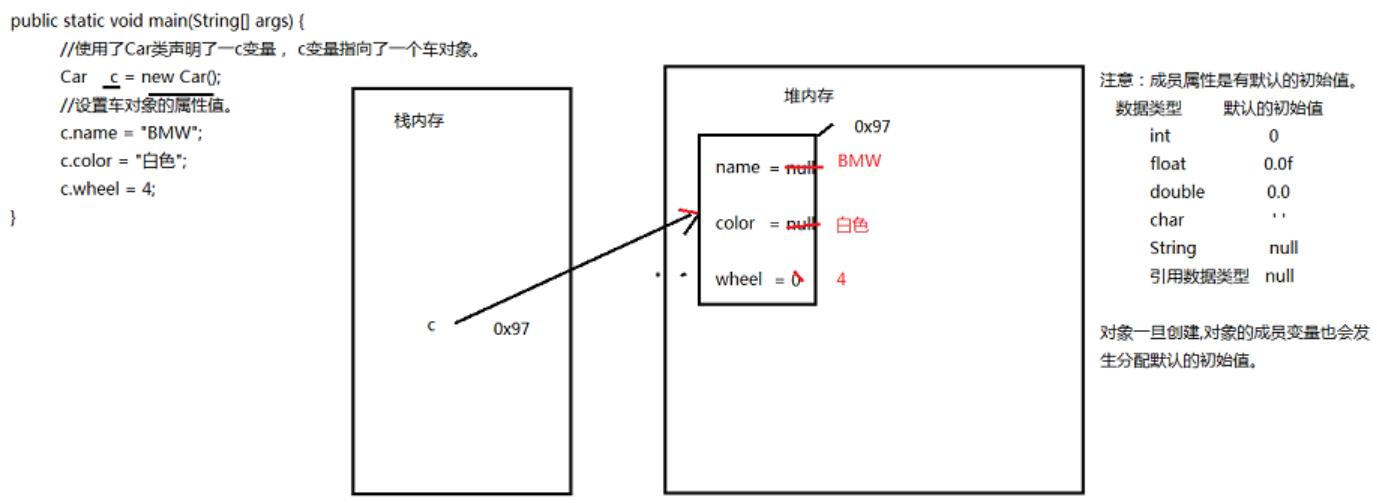 public static void main(String[] args) {
//使用了Car类声明了一c变量 ，c变量指向了一个车对象。
Car c = new Car();
//设置车对象的属性值。
c.name = "BMW";
c.color = "白色";
c.wheel = 4;
}
栈内存
c 0x97
堆内存
0x97
name = null BMW
color = null 白色
wheel = 0 4
注意：成员属性是有默认的初始值。
数据类型 默认的初始值
int 0
float 0.0f
double 0.0
char ' '
String null
引用数据类型 null
对象一旦创建,对象的成员变量也会发
生分配默认的初始值。